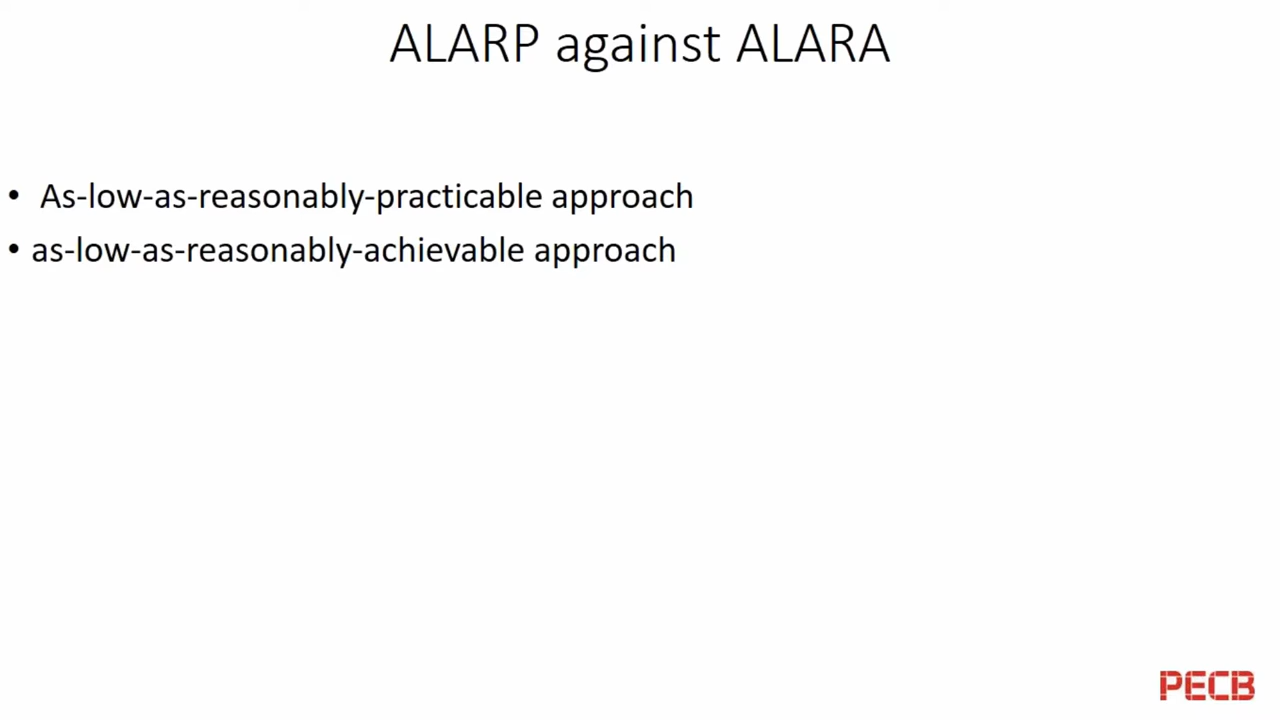 ALARP against ALARA
• As-low-as-reasonably-practicable approach
• as-low-as-reasonably-achievable approach
PECB